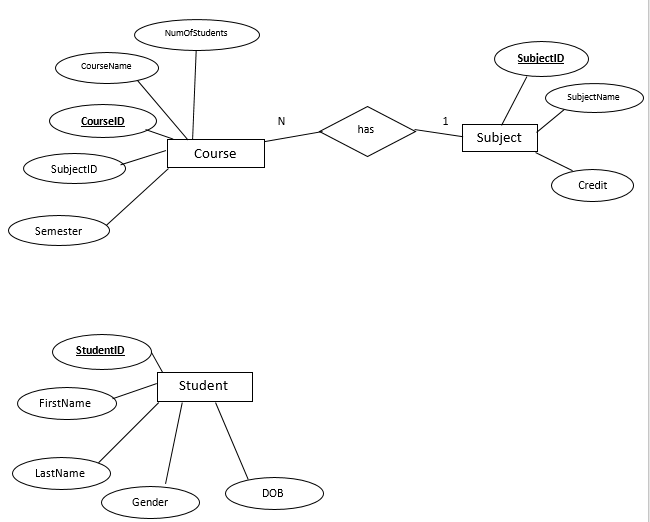 NumOfStudents
CourseName
CourseID
SubjectID
Semester
Course
N
has
1
SubjectID
SubjectName
Subject
Credit
StudentID
FirstName
LastName
Student
Gender
DOB